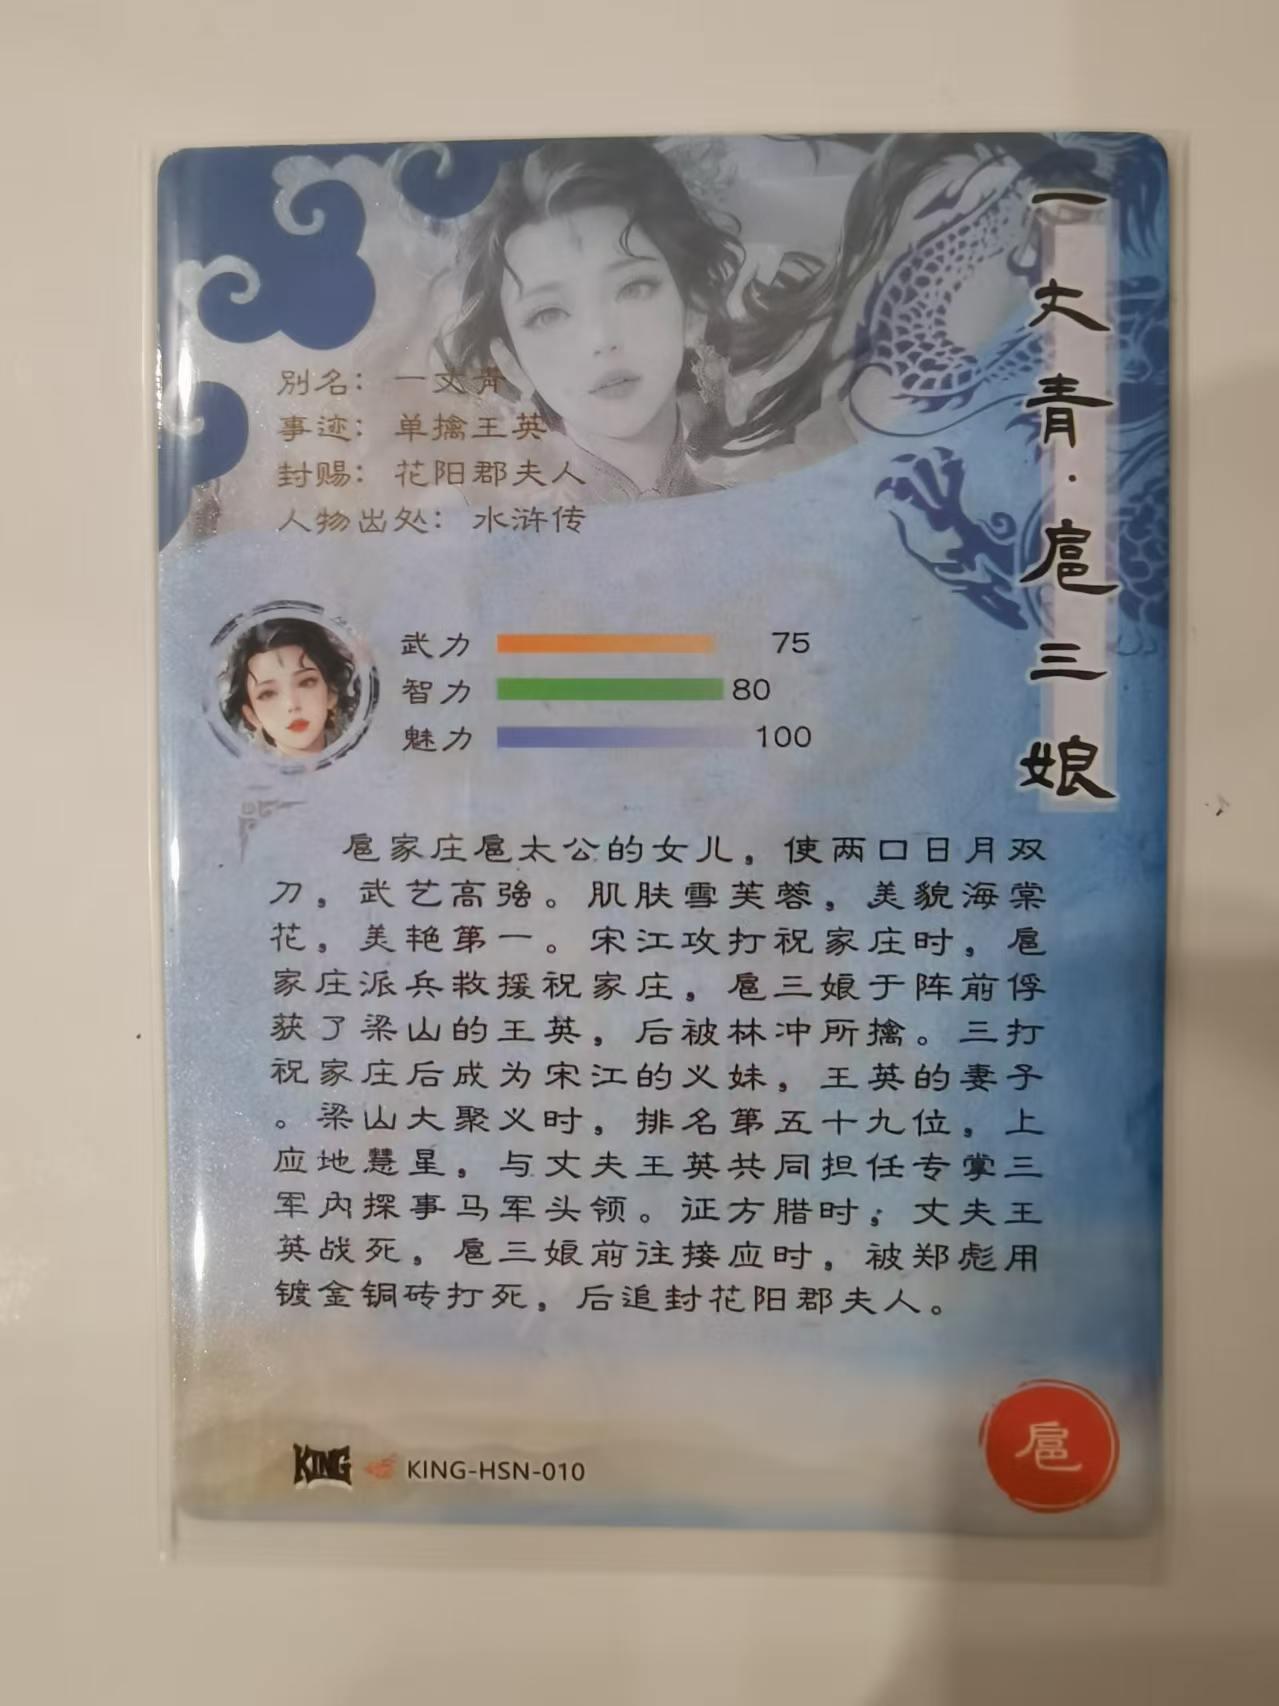 一丈青·扈三娘
别名：一丈青
事迹：单擒王英
封赐：花阳郡夫人
人物出处：水浒传
武力 75
智力 80
魅力 100
扈家庄扈太公的女儿，使两口日月双
刀，武艺高强。肌肤雪芙蓉，美貌海棠
花，美艳第一。宋江攻打祝家庄时，扈
家庄派兵救援祝家庄，扈三娘于阵前俘
获了梁山的王英，后被林冲所擒。三打
祝家庄后成为宋江的义妹，王英的妻子
。梁山大聚义时，排名第五十九位，上
应地慧星，与丈夫王英共同担任专掌三
军内探事马军头领。证方腊时，丈夫王
英战死，扈三娘前往接应时，被郑彪用
镀金铜砖打死，后追封花阳郡夫人。
KING KING-HSN-010
扈